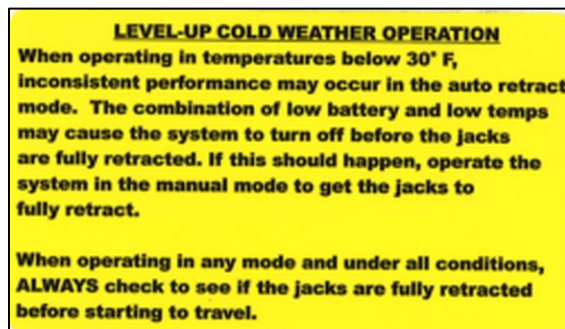 LEVEL-UP COLD WEATHER OPERATION
When operating in temperatures below 30° F,
inconsistent performance may occur in the auto retract
mode. The combination of low battery and low temps
may cause the system to turn off before the jacks
are fully retracted. If this should happen, operate the
system in the manual mode to get the jacks to
fully retract.
When operating in any mode and under all conditions,
ALWAYS check to see if the jacks are fully retracted
before starting to travel.